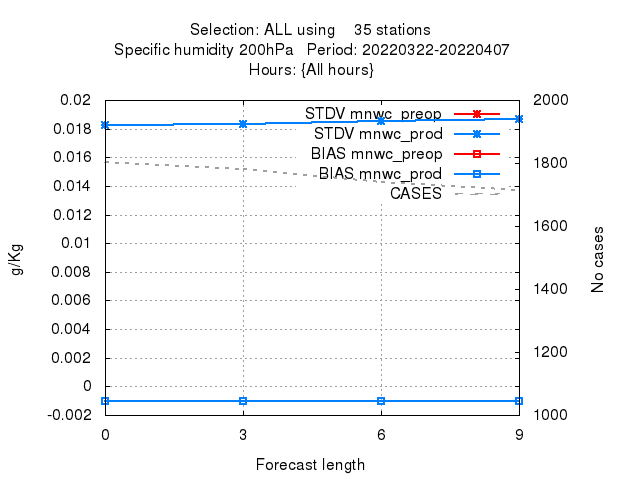 Selection: ALL using    35 stations
Specific humidity 200hPa   Period: 20220322-20220407
Hours: {All hours}
0.02
0.018
0.016
0.014
0.012
0.01
0.008
0.006
0.004
0.002
0
-0.002
g/Kg
STDV mnwc_preop
STDV mnwc_prod
BIAS mnwc_preop
BIAS mnwc_prod
CASES
2000
1800
1600
1400
1200
1000
No cases
0 3 6 9
Forecast length